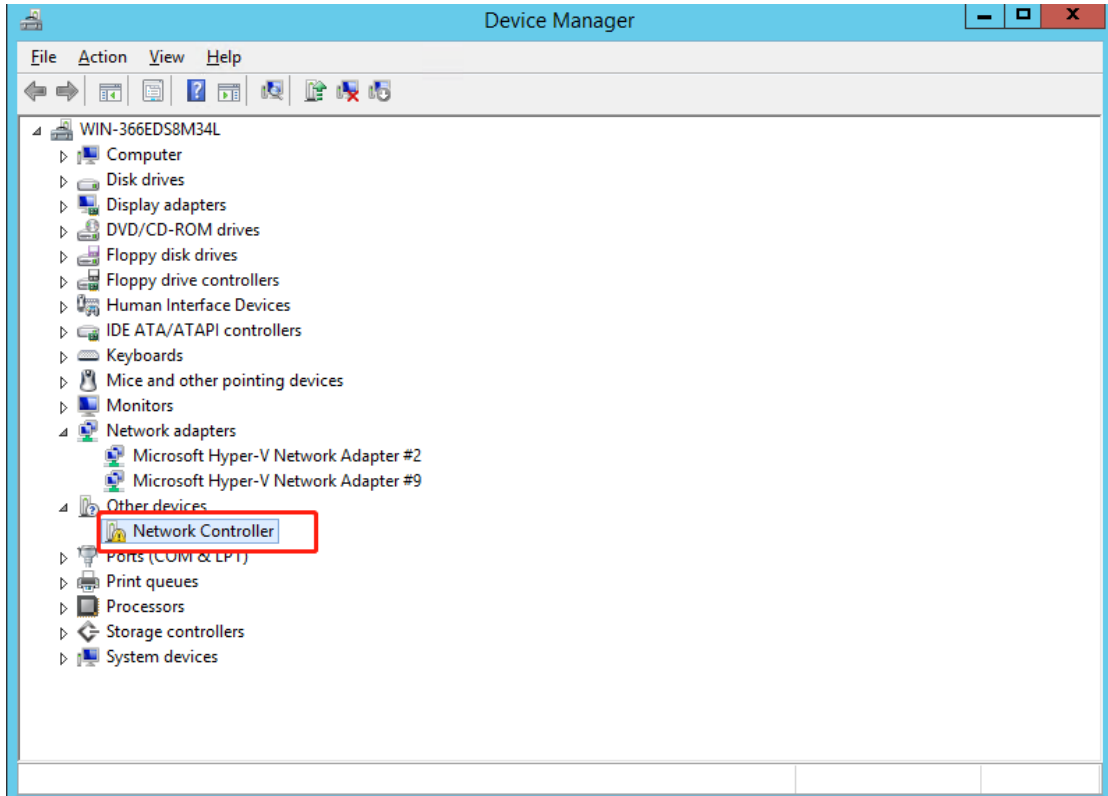 Device Manager
File Action View Help
WIN-366EDS8M34L
Computer
Disk drives
Display adapters
DVD/CD-ROM drives
Floppy disk drives
Floppy drive controllers
Human Interface Devices
IDE ATA/ATAPI controllers
Keyboards
Mice and other pointing devices
Monitors
Network adapters
Microsoft Hyper-V Network Adapter #2
Microsoft Hyper-V Network Adapter #9
Other devices
Network Controller
Ports (COM & LPT)
Print queues
Processors
Storage controllers
System devices